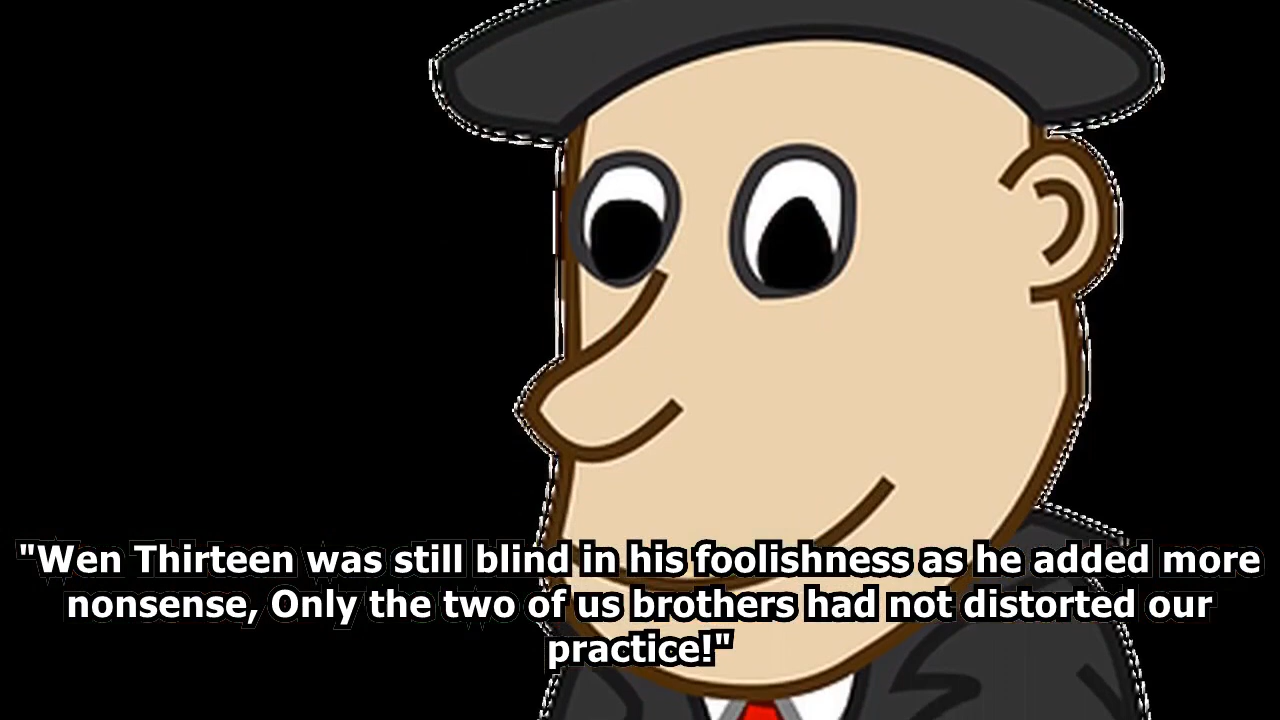 "Wen Thirteen was still blind in his foolishness as he added more
nonsense, Only the two of us brothers had not distorted our
practice!"